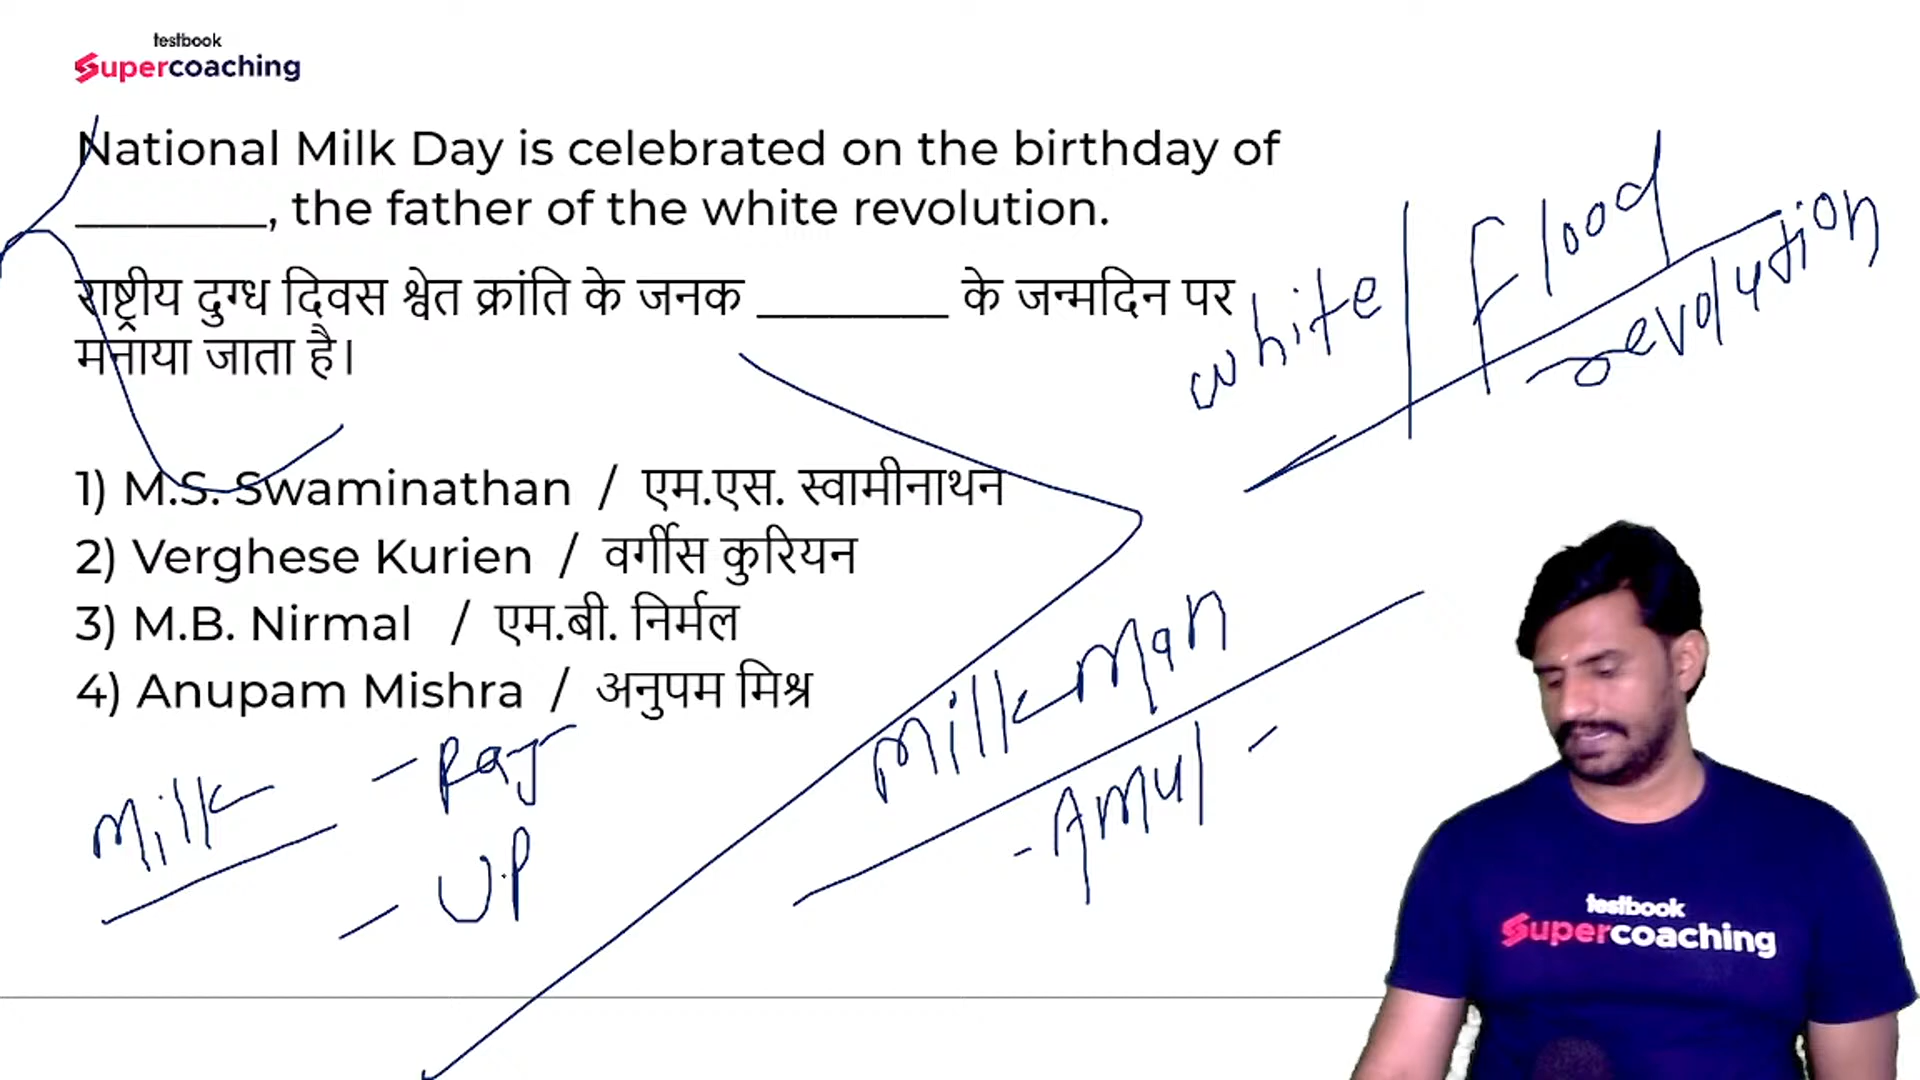 testbook
Supercoaching
National Milk Day is celebrated on the birthday of
________, the father of the white revolution.
राष्ट्रीय दुग्ध दिवस श्वेत क्रांति के जनक ________ के जन्मदिन पर
मनाया जाता है।
1) M.S. Swaminathan / एम.एस. स्वामीनाथन
2) Verghese Kurien / वर्गीस कुरियन
3) M.B. Nirmal / एम.बी. निर्मल
4) Anupam Mishra / अनुपम मिश्र
white / Flood
revolution
Milk Man
- Amul -
Milk - Raj
- U.P
testbook
Supercoaching